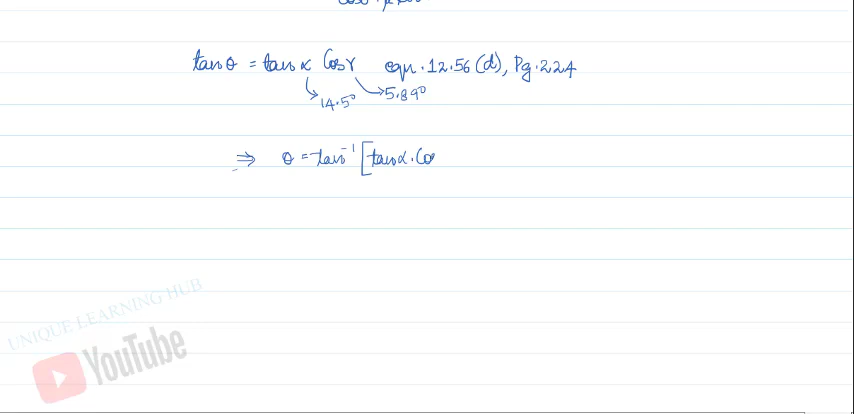 tanθ = tanα Cosγ eqn. 12.56 (d), Pg. 224
14.5° 5.89°
⇒ θ = tan⁻¹ [tanα. Cos
UNIQUE LEARNING HUB
YouTube